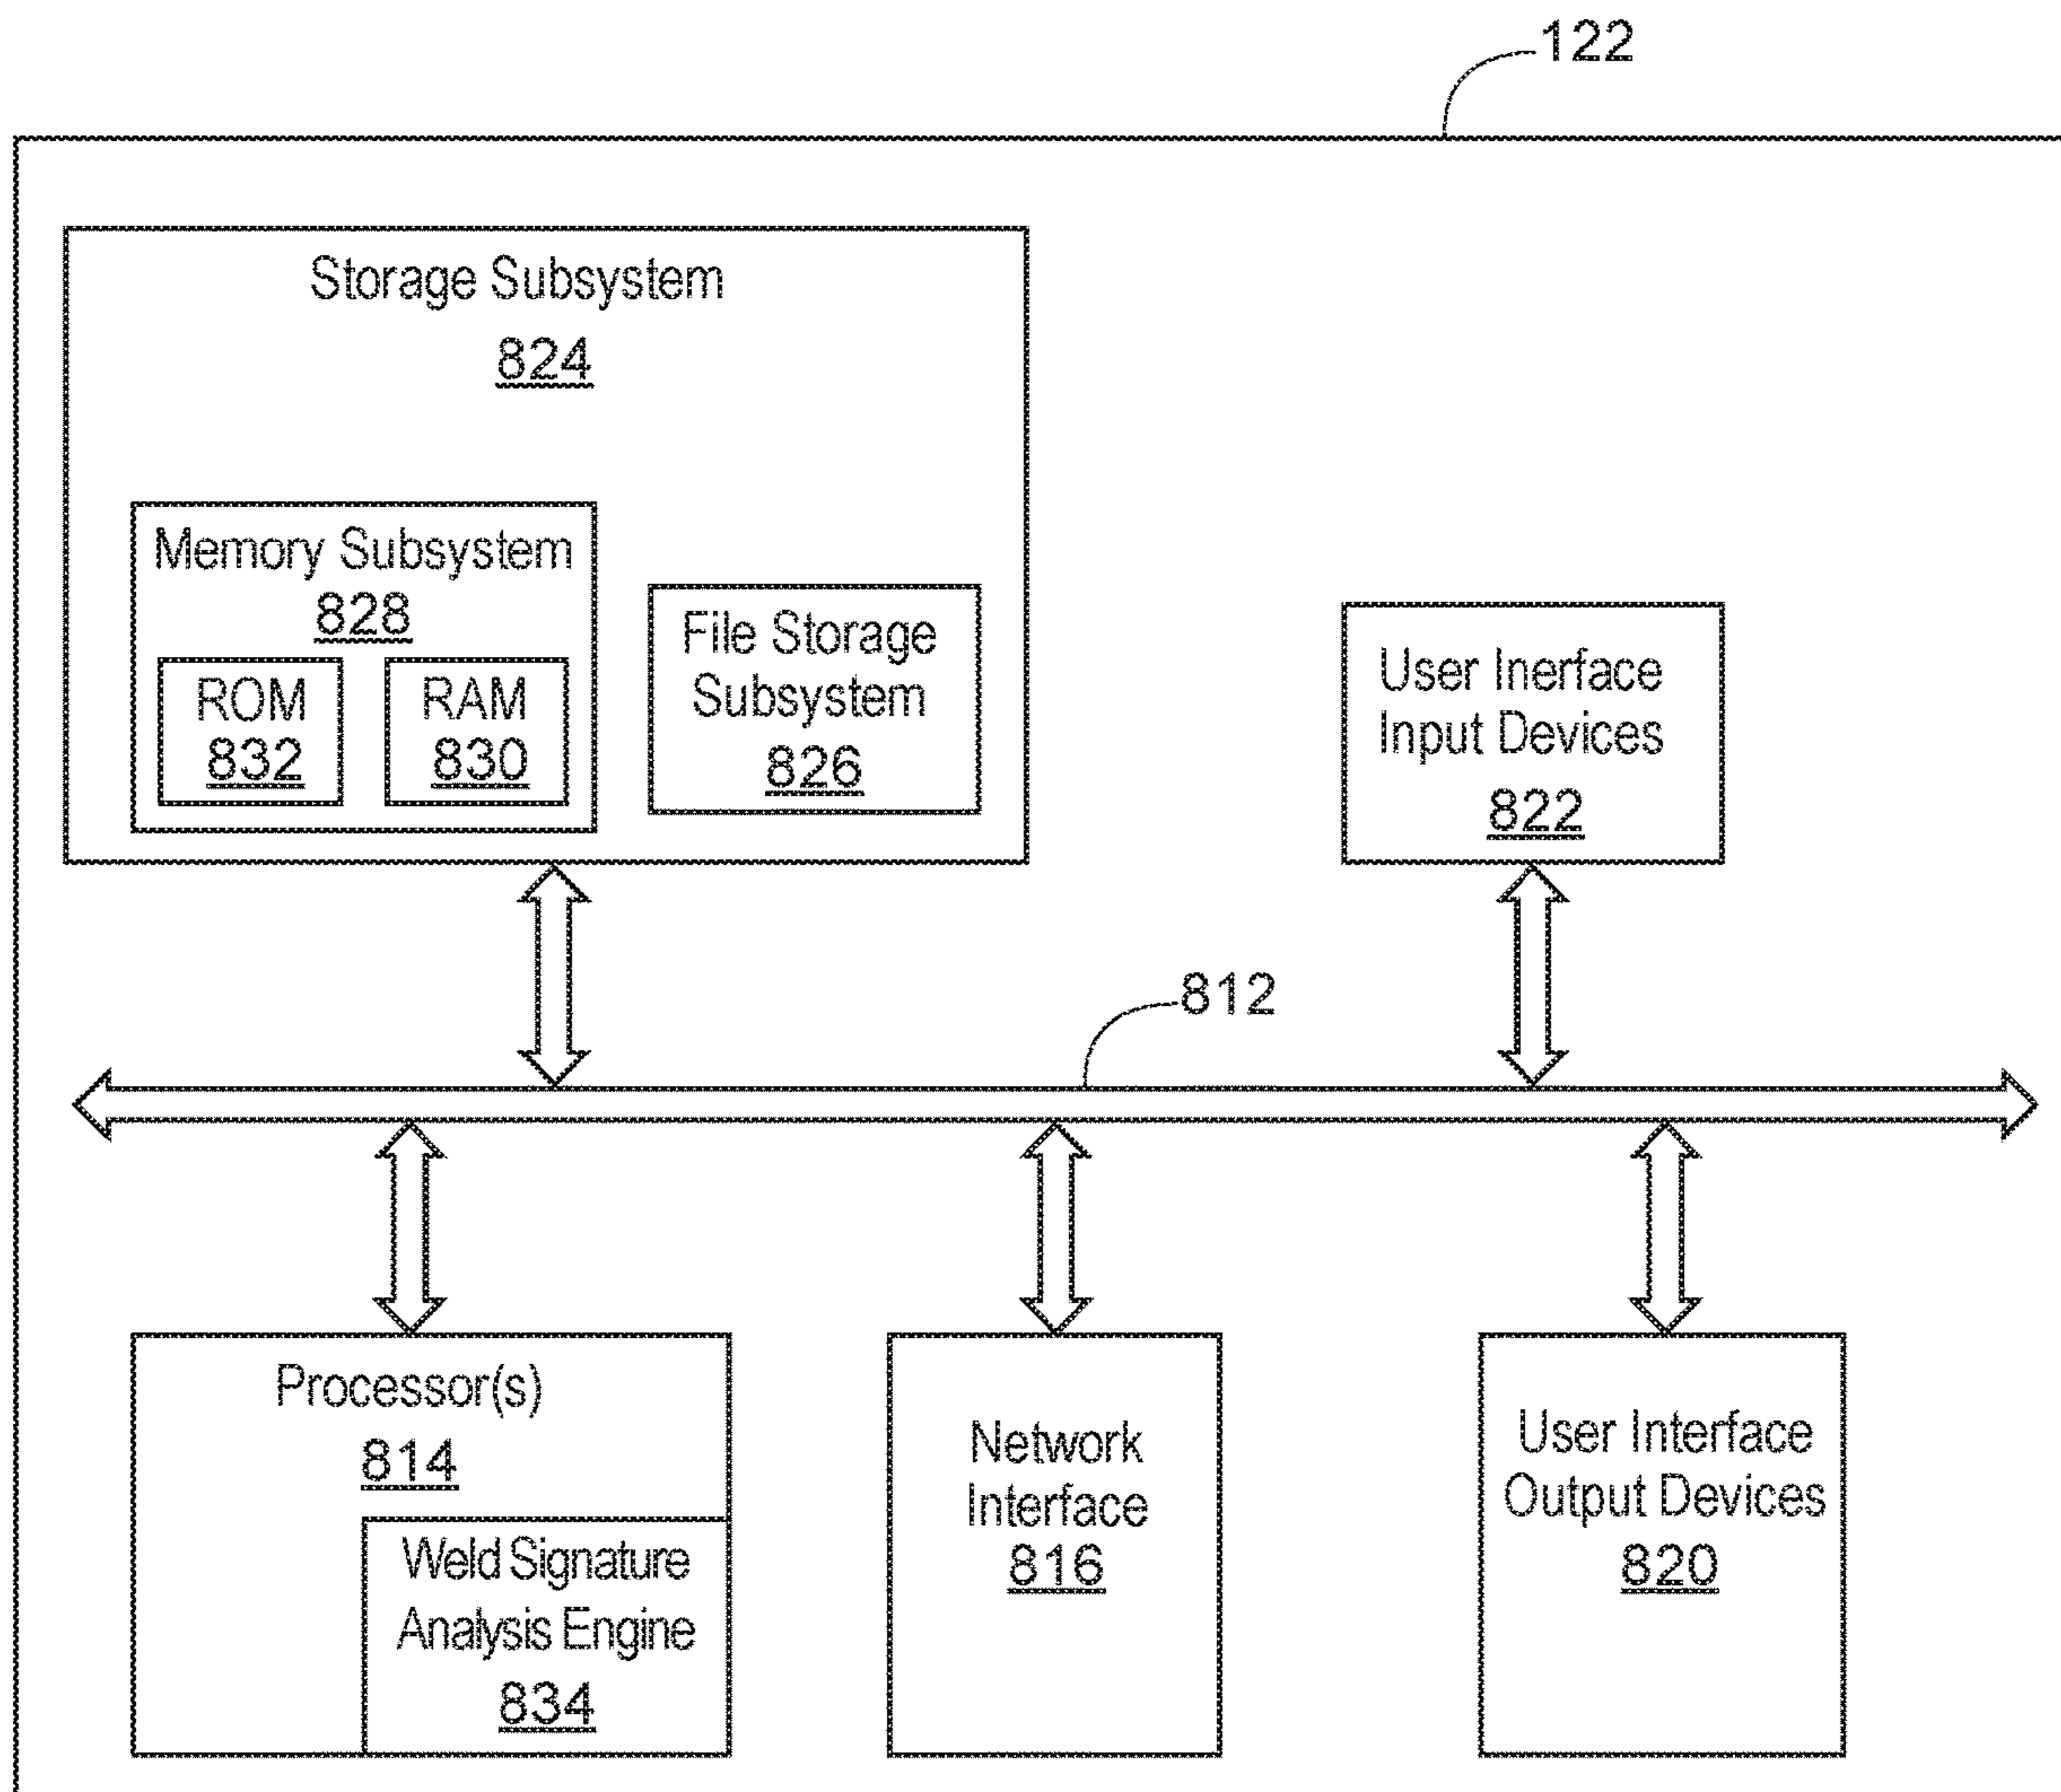 122
Storage Subsystem
824
Memory Subsystem
828
ROM
832
RAM
830
File Storage
Subsystem
826
User Inerface
Input Devices
822
812
Processor(s)
814
Weld Signature
Analysis Engine
834
Network
Interface
816
User Interface
Output Devices
820